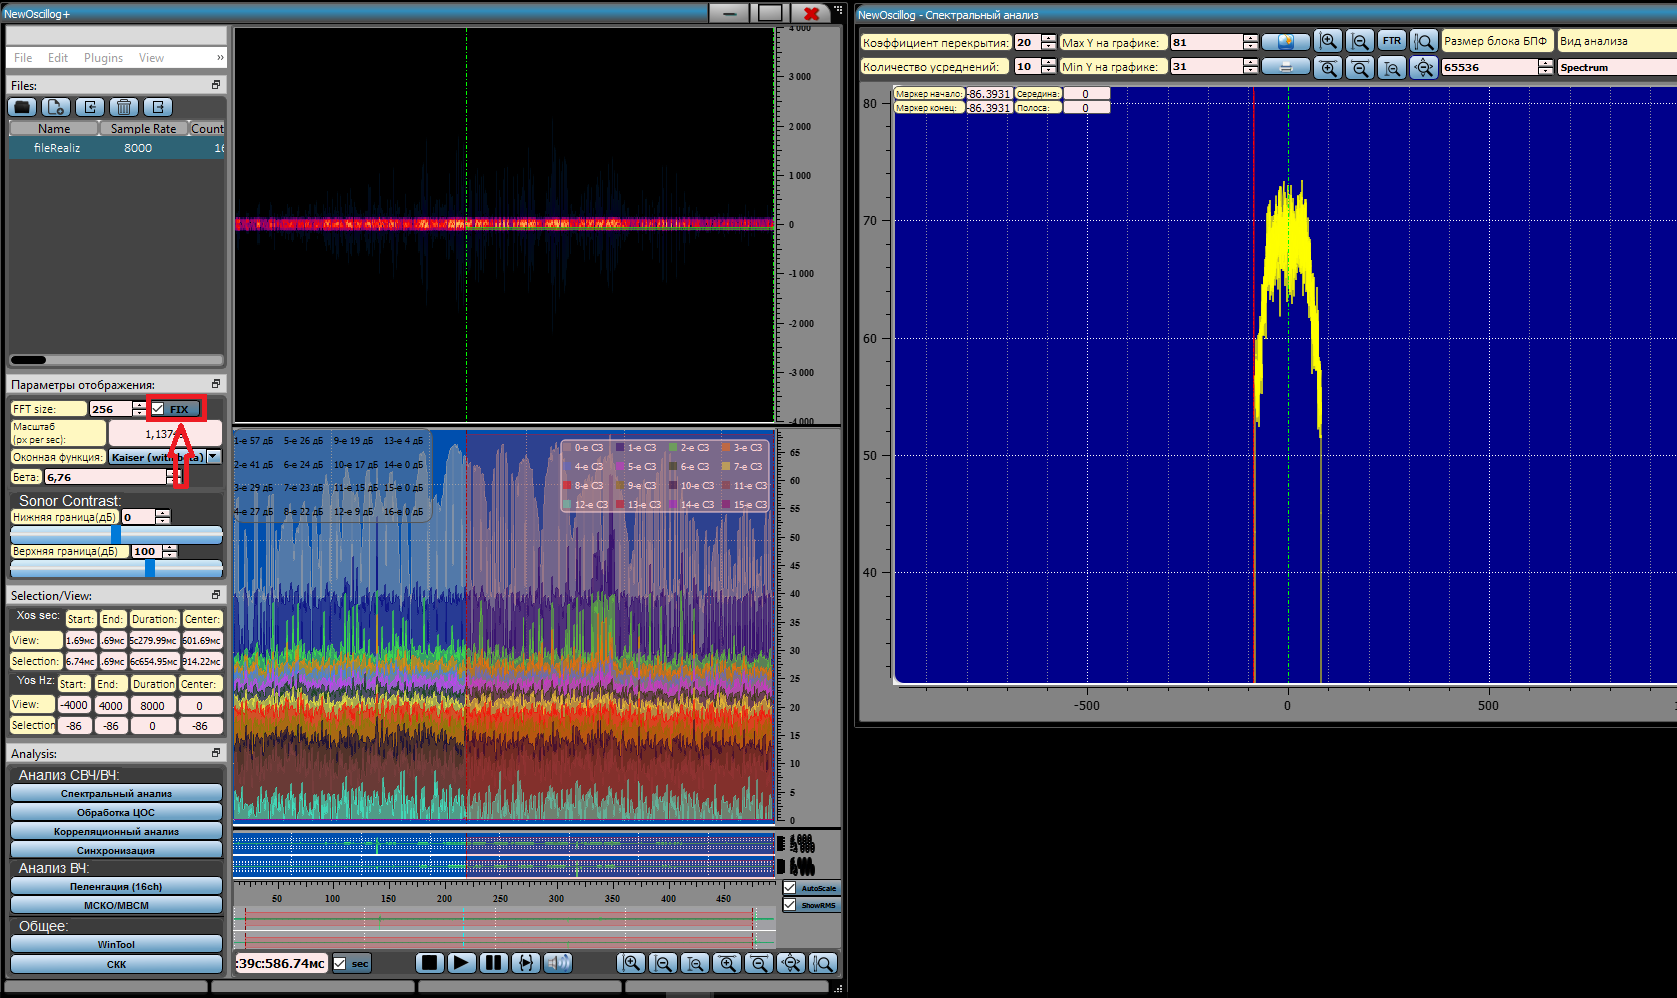 NewOscillog+
File Edit Plugins View »
Files:
Name Sample Rate Count
fileRealiz 8000 16
Параметры отображения:
FFT size: 256 FIX
Масштаб
(px per sec):
1,137
Оконная функция: Kaiser (with beta)
Бета: 6,76
Sonor Contrast:
Нижняя граница(дБ) 0
Верхняя граница(дБ) 100
Selection/View:
Xos sec: Start: End: Duration: Center:
View: 1.69мс .69мс 5c279.99мс 601.69мс
Selection: 6.74мс .69мс 6c654.95мс 914.22мс
Yos Hz: Start: End: Duration Center:
View: -4000 4000 8000 0
Selection -86 -86 0 -86
Analysis:
Анализ СВЧ/ВЧ:
Спектральный анализ
Обработка ЦОС
Корреляционный анализ
Синхронизация
Анализ ВЧ:
Пеленгация (16ch)
МСКО/МВСМ
Общее:
WinTool
СКК
4 000
3 000
2 000
1 000
0
-1 000
-2 000
-3 000
-4 000
1-е 57 дБ 5-е 26 дБ 9-е 19 дБ 13-е 4 дБ
2-е 41 дБ 6-е 24 дБ 10-е 17 дБ 14-е 0 дБ
3-е 29 дБ 7-е 23 дБ 11-е 15 дБ 15-е 0 дБ
4-е 27 дБ 8-е 22 дБ 12-е 9 дБ 16-е 0 дБ
0-е СЗ 1-е СЗ 2-е СЗ 3-е СЗ
4-е СЗ 5-е СЗ 6-е СЗ 7-е СЗ
8-е СЗ 9-е СЗ 10-е СЗ 11-е СЗ
12-е СЗ 13-е СЗ 14-е СЗ 15-е СЗ
65
60
55
50
45
40
35
30
25
20
15
10
5
0
50 100 150 200 250 300 350 400 450
AutoScale
ShowRMS
:39c:586.74мс sec
NewOscillog - Спектральный анализ
Коэффициент перекрытия: 20 Max Y на графике: 81 FTR Размер блока БПФ Вид анализа
Количество усреднений: 10 Min Y на графике: 31 65536 Spectrum
Маркер начало: -86.3931 Середина: 0
Маркер конец: -86.3931 Полоса: 0
80
70
60
50
40
-500 0 500